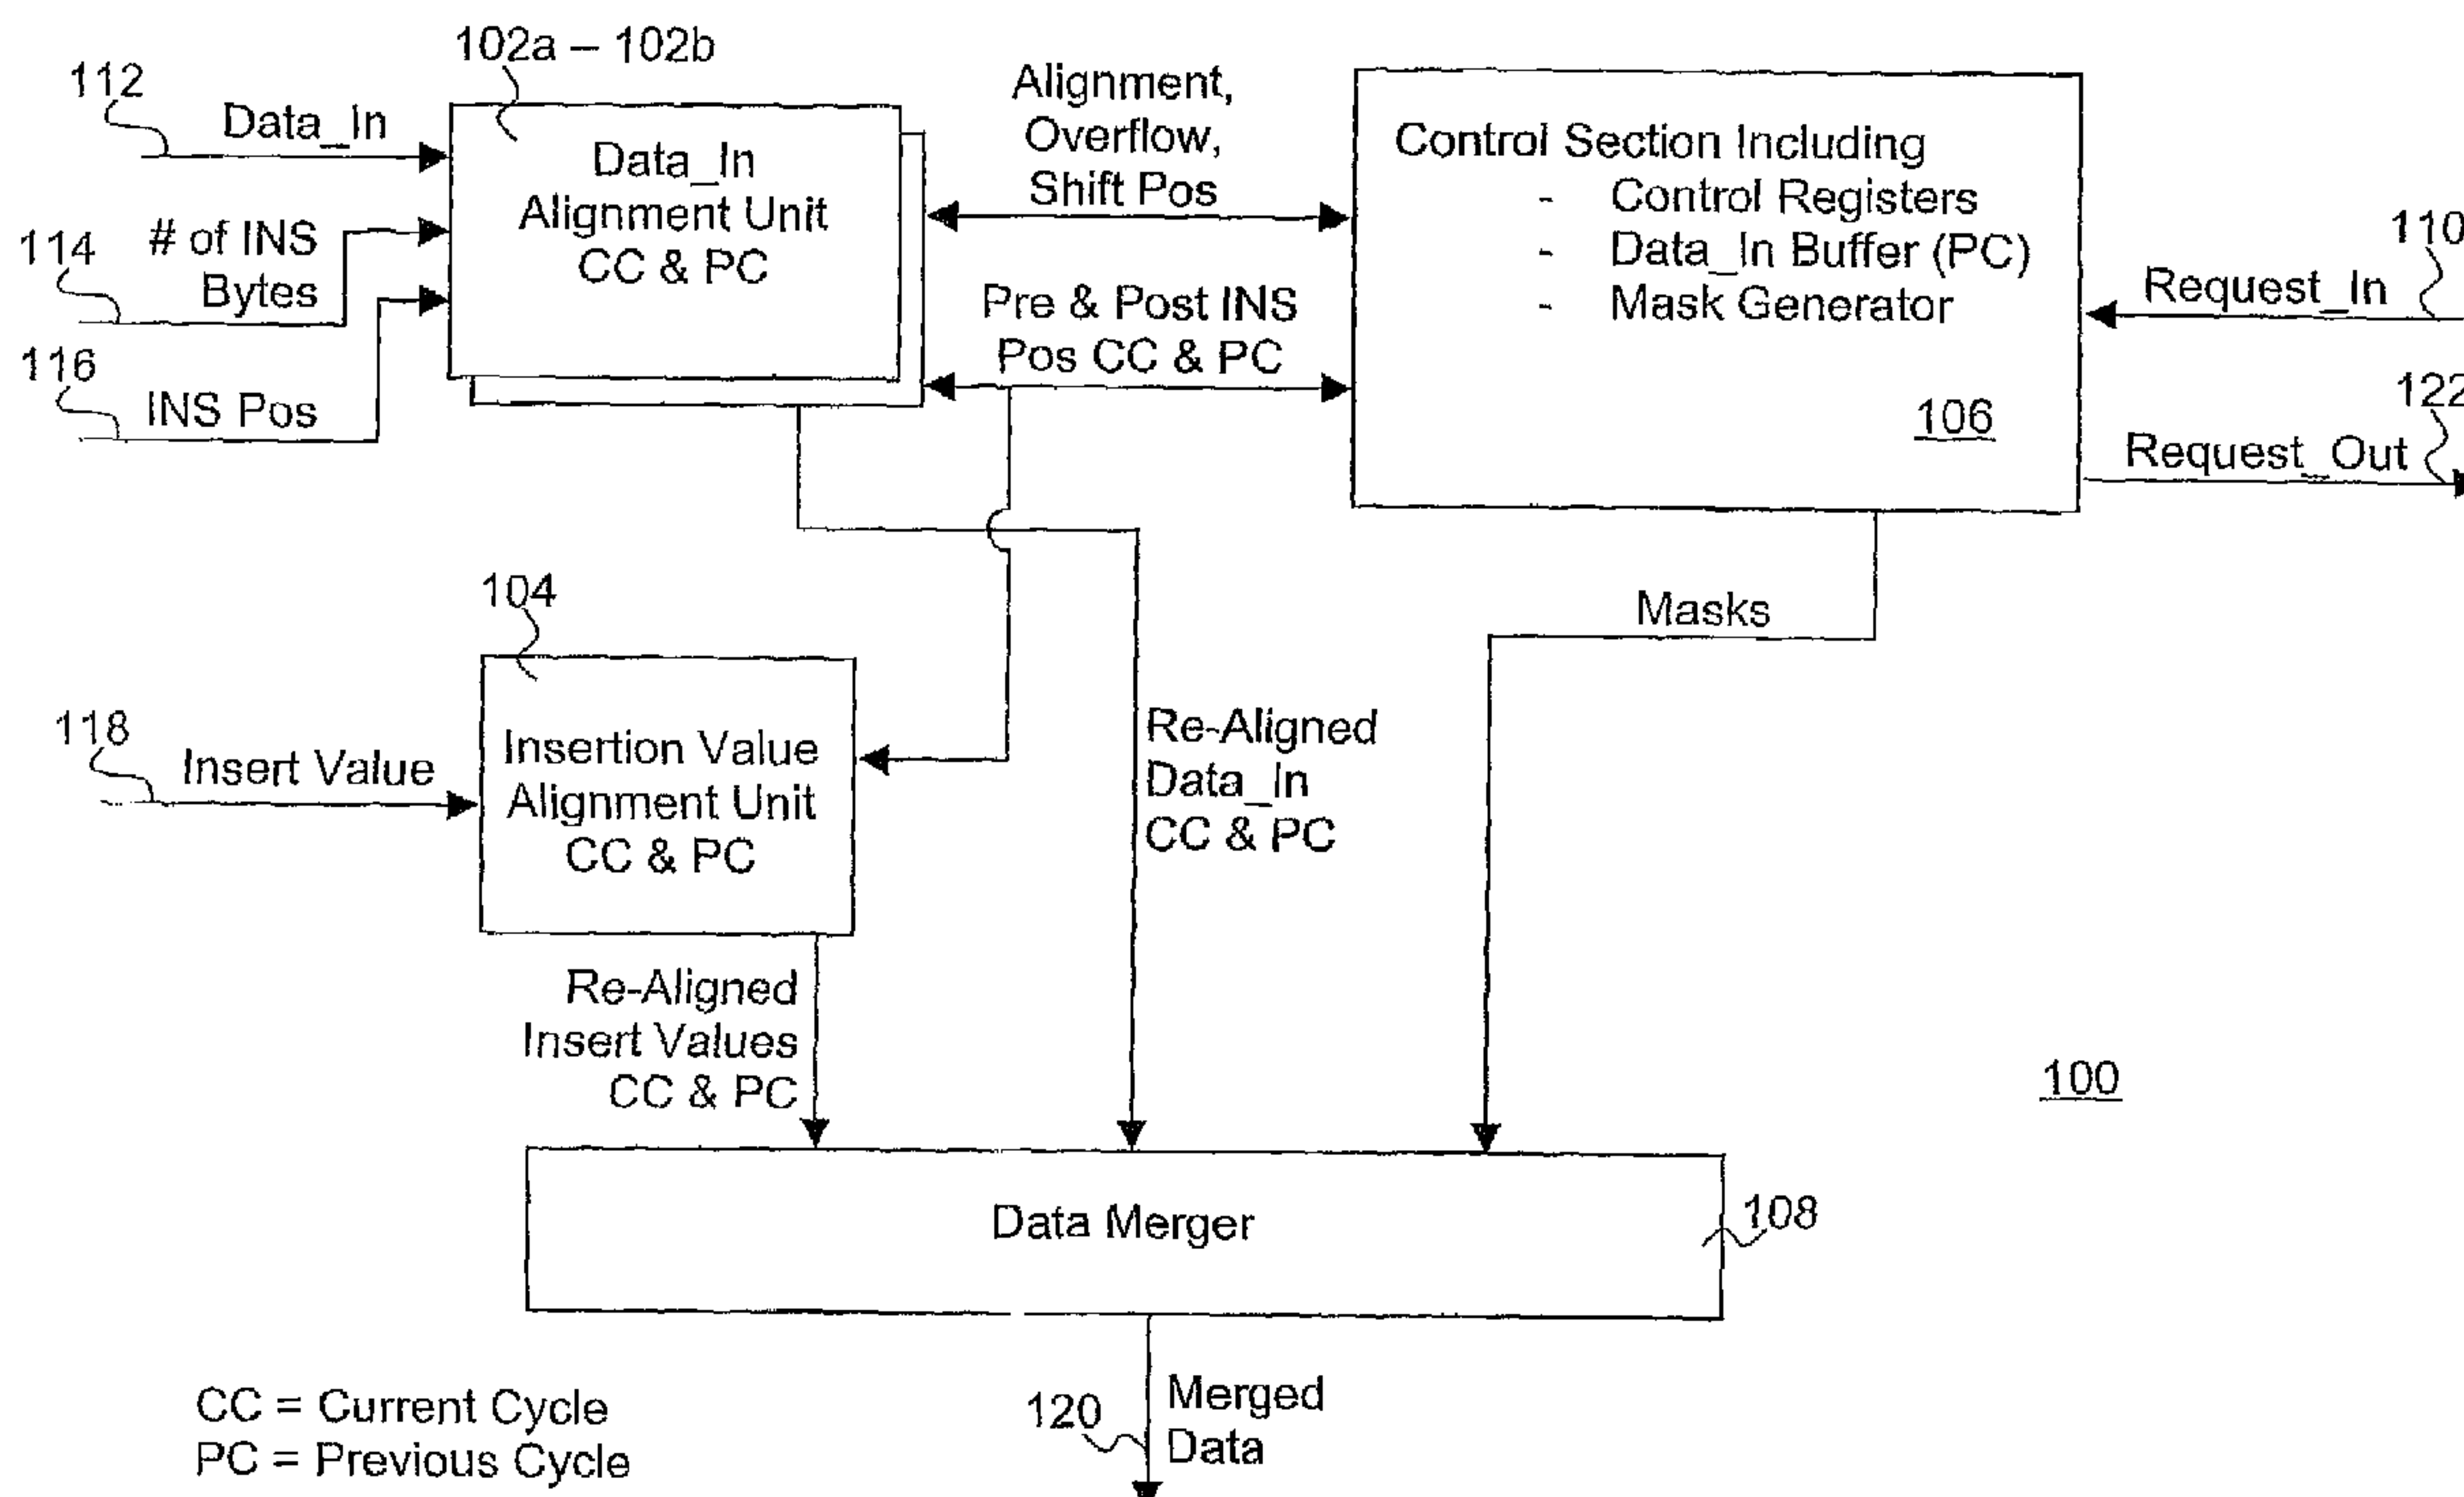 102a – 102b
112
Data_In
Data_In
Alignment Unit
CC & PC
114
# of INS
Bytes
116
INS Pos
Alignment,
Overflow,
Shift Pos
Pre & Post INS
Pos CC & PC
Control Section Including
- Control Registers
- Data_In Buffer (PC)
- Mask Generator
106
110
Request_In
122
Request_Out
104
118
Insert Value
Insertion Value
Alignment Unit
CC & PC
Masks
Re-Aligned
Data_In
CC & PC
Re-Aligned
Insert Values
CC & PC
100
Data Merger
108
120
Merged
Data
CC = Current Cycle
PC = Previous Cycle